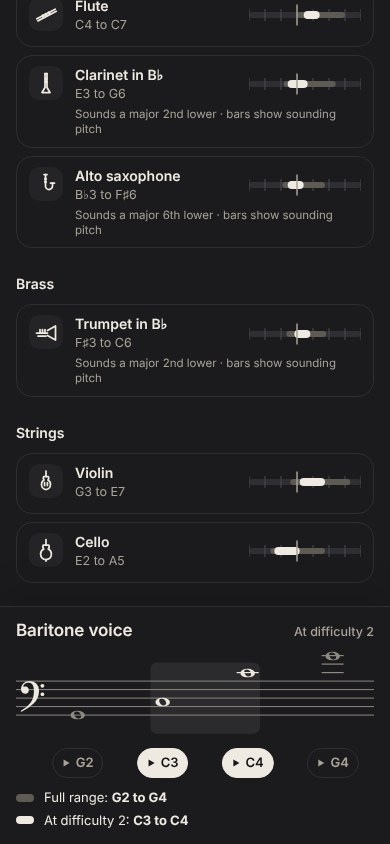 Flute
C4 to C7
Clarinet in B♭
E3 to G6
Sounds a major 2nd lower · bars show sounding
pitch
Alto saxophone
B♭3 to F♯6
Sounds a major 6th lower · bars show sounding
pitch
Brass
Trumpet in B♭
F♯3 to C6
Sounds a major 2nd lower · bars show sounding
pitch
Strings
Violin
G3 to E7
Cello
E2 to A5
Baritone voice
At difficulty 2
G2
C3
C4
G4
Full range: G2 to G4
At difficulty 2: C3 to C4